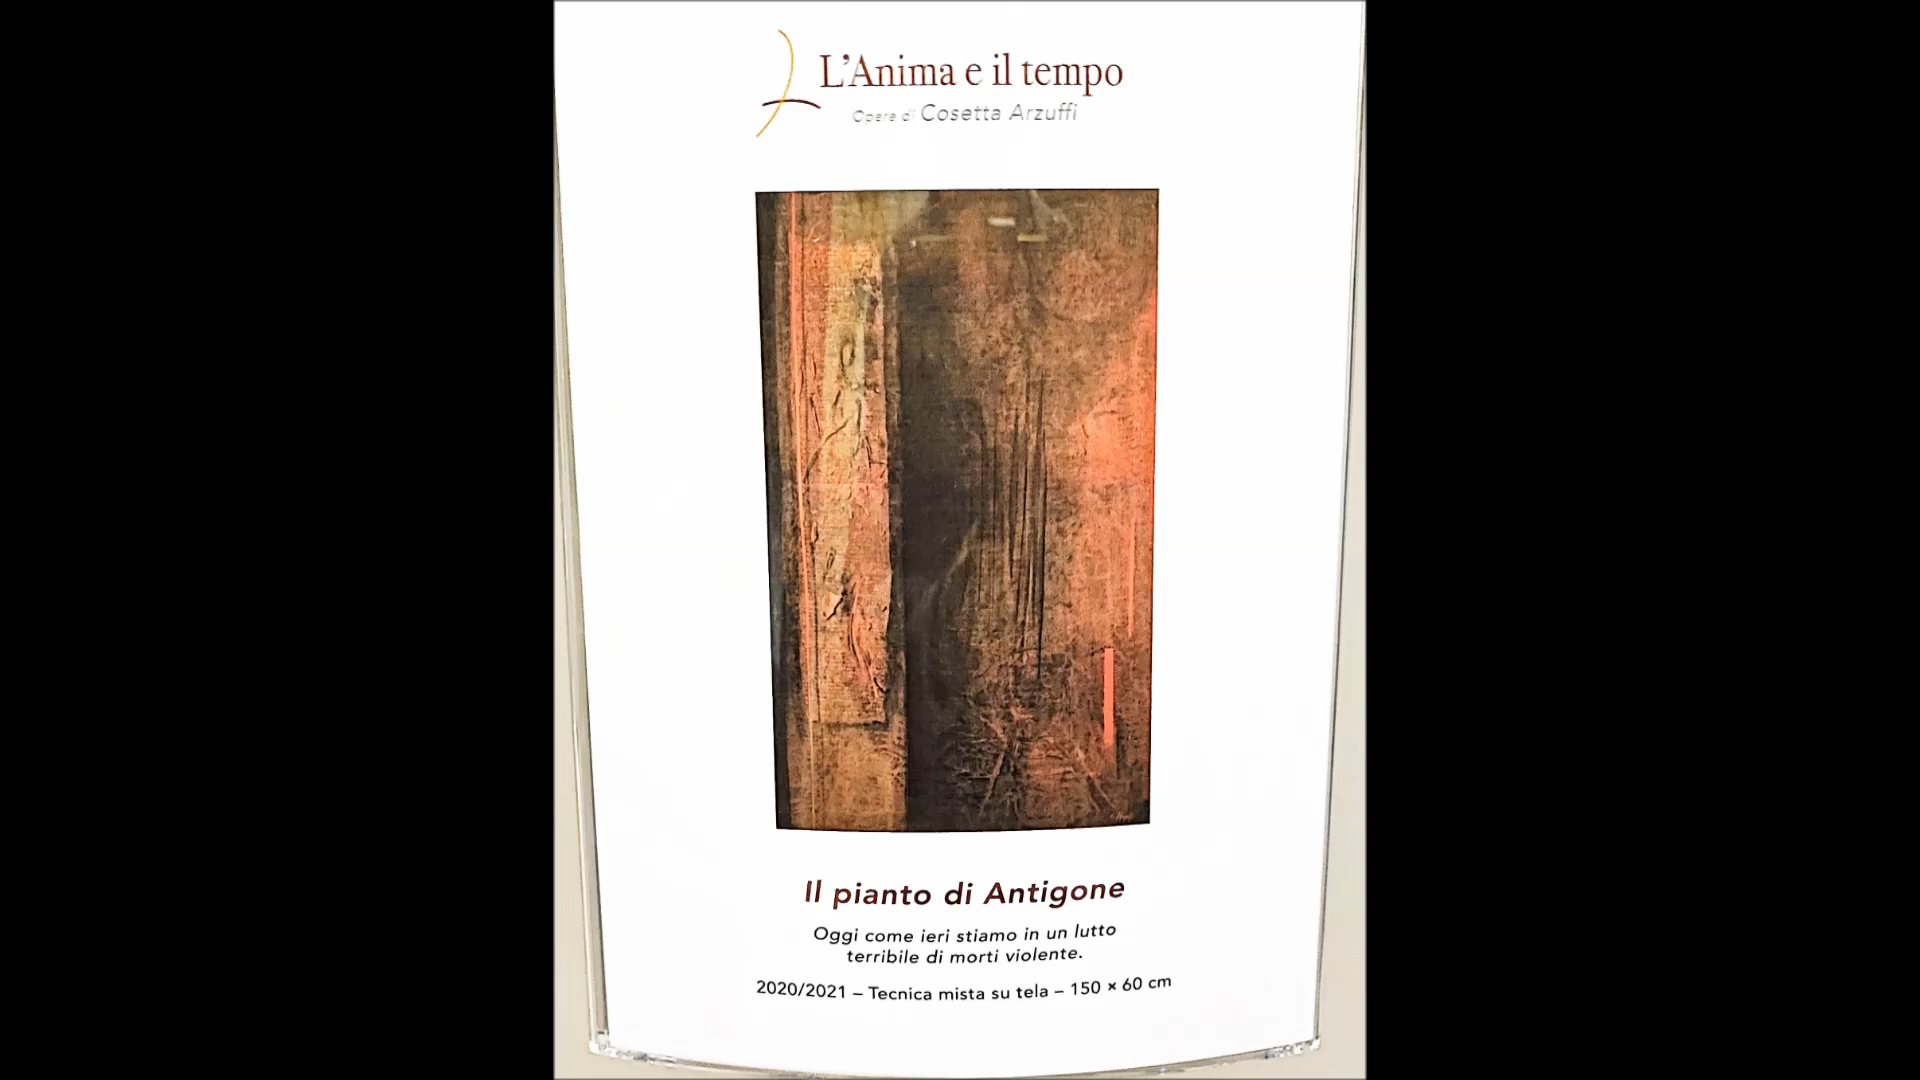 L'Anima e il tempo
Opere di Cosetta Arzuffi
Il pianto di Antigone
Oggi come ieri stiamo in un lutto
terribile di morti violente.
2020/2021 – Tecnica mista su tela – 150 × 60 cm